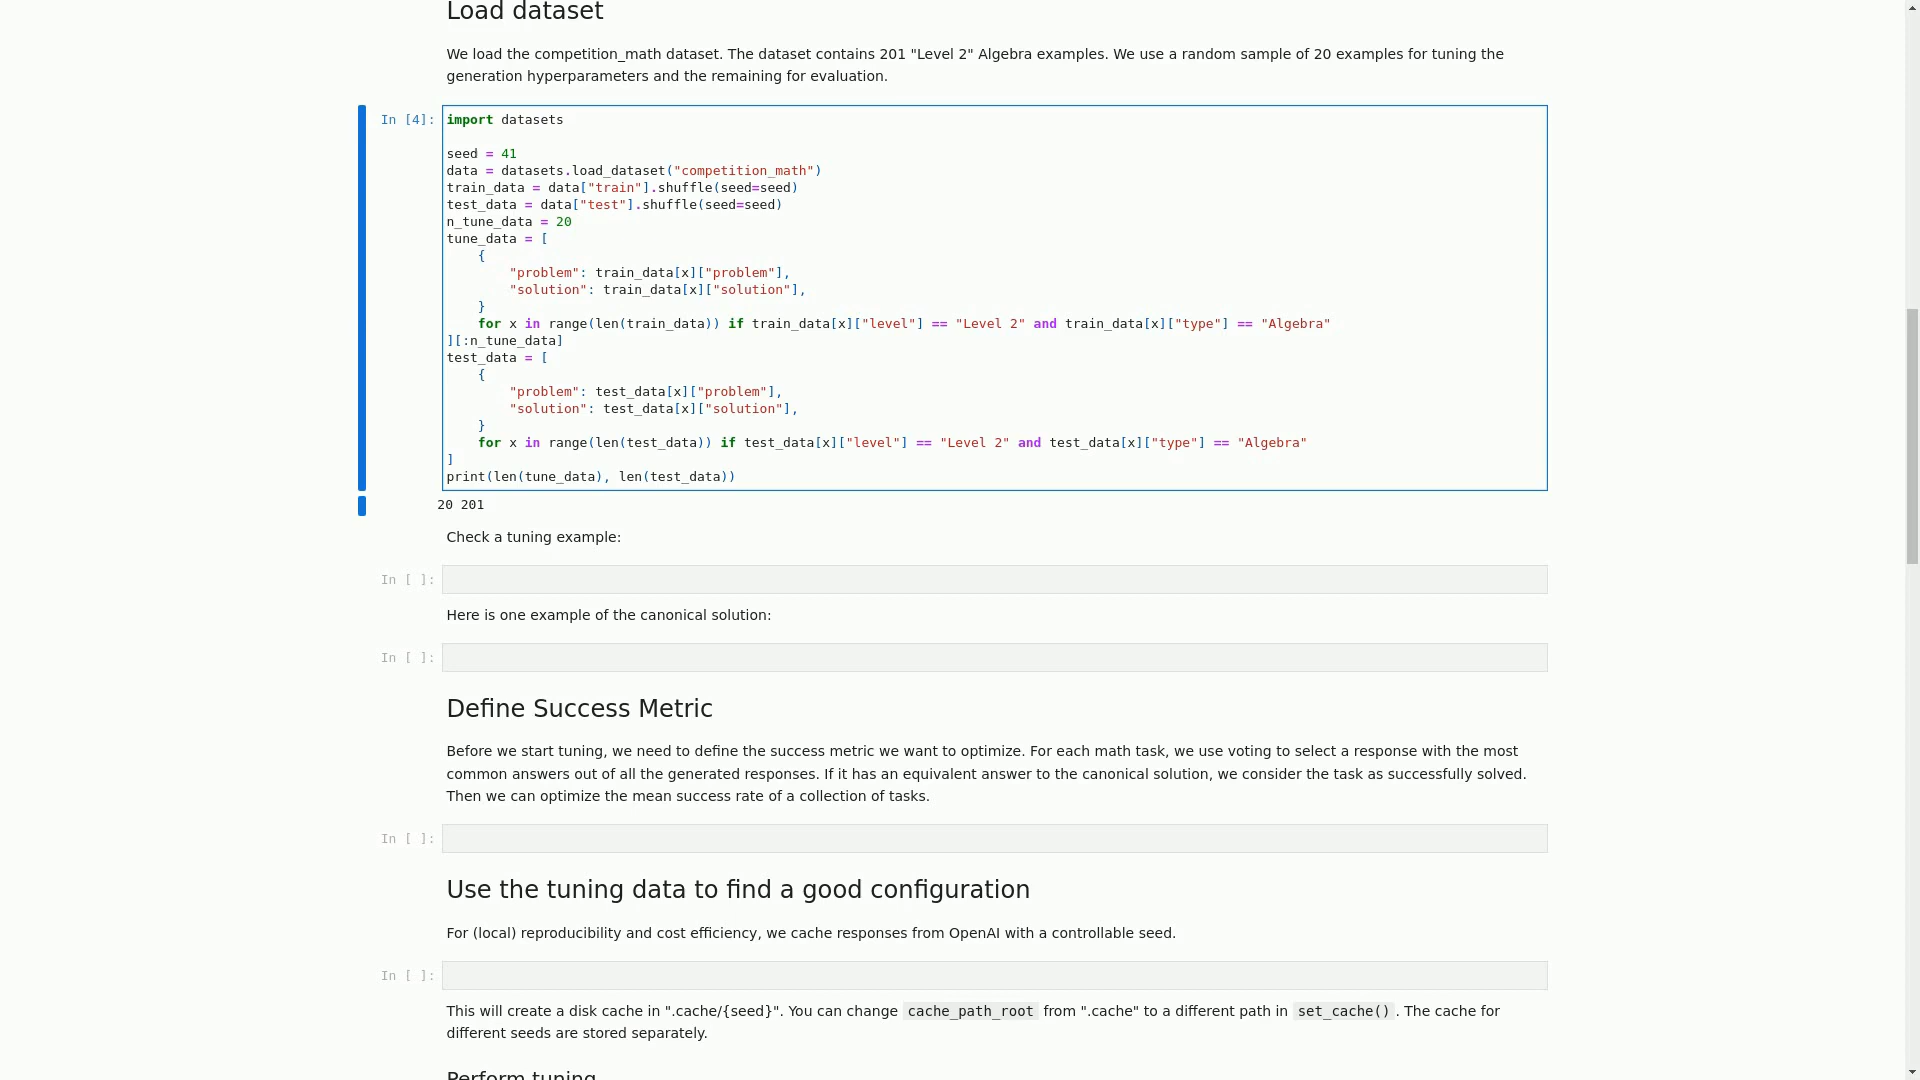 Load dataset
We load the competition_math dataset. The dataset contains 201 "Level 2" Algebra examples. We use a random sample of 20 examples for tuning the
generation hyperparameters and the remaining for evaluation.
In [4]: import datasets
seed = 41
data = datasets.load_dataset("competition_math")
train_data = data["train"].shuffle(seed=seed)
test_data = data["test"].shuffle(seed=seed)
n_tune_data = 20
tune_data = [
    {
        "problem": train_data[x]["problem"],
        "solution": train_data[x]["solution"],
    }
    for x in range(len(train_data)) if train_data[x]["level"] == "Level 2" and train_data[x]["type"] == "Algebra"
][:n_tune_data]
test_data = [
    {
        "problem": test_data[x]["problem"],
        "solution": test_data[x]["solution"],
    }
    for x in range(len(test_data)) if test_data[x]["level"] == "Level 2" and test_data[x]["type"] == "Algebra"
]
print(len(tune_data), len(test_data))
20 201
Check a tuning example:
In [ ]:
Here is one example of the canonical solution:
In [ ]:
Define Success Metric
Before we start tuning, we need to define the success metric we want to optimize. For each math task, we use voting to select a response with the most
common answers out of all the generated responses. If it has an equivalent answer to the canonical solution, we consider the task as successfully solved.
Then we can optimize the mean success rate of a collection of tasks.
In [ ]:
Use the tuning data to find a good configuration
For (local) reproducibility and cost efficiency, we cache responses from OpenAI with a controllable seed.
In [ ]:
This will create a disk cache in ".cache/{seed}". You can change cache_path_root from ".cache" to a different path in set_cache(). The cache for
different seeds are stored separately.
Perform tuning